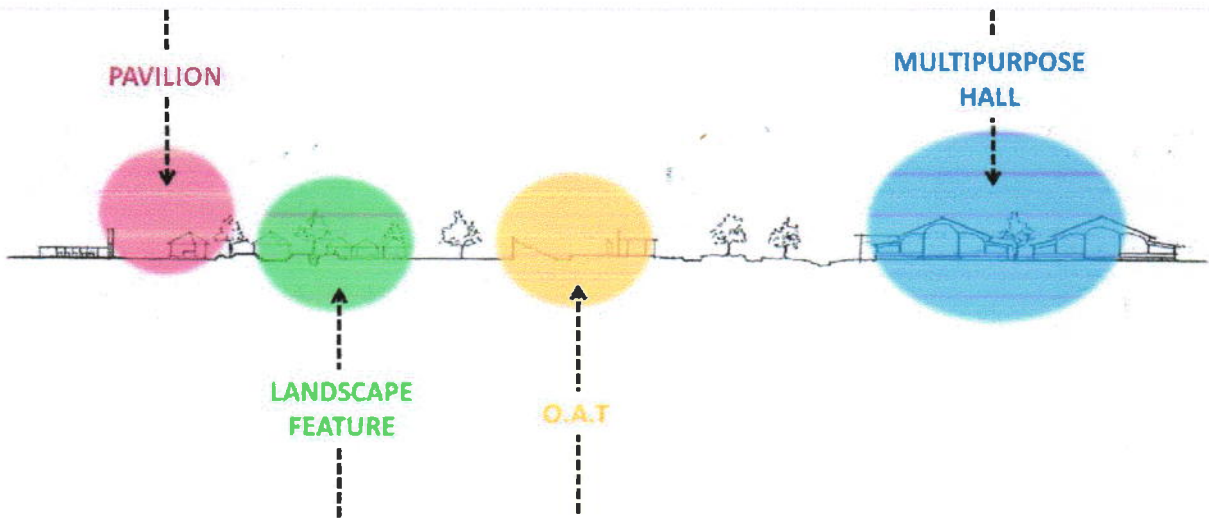 PAVILION
MULTIPURPOSE
HALL
LANDSCAPE
FEATURE
O.A.T